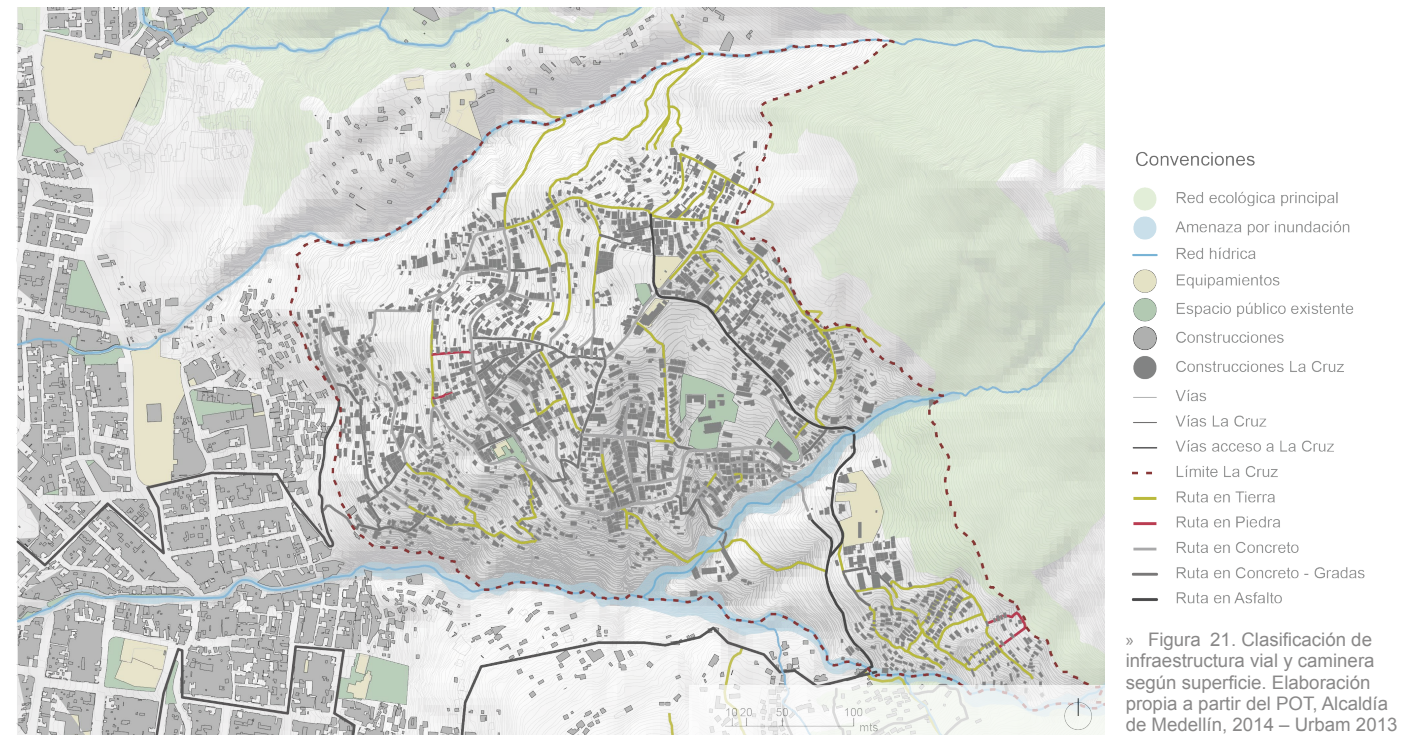 Convenciones
Red ecológica principal
Amenaza por inundación
Red hídrica
Equipamientos
Espacio público existente
Construcciones
Construcciones La Cruz
Vías
Vías La Cruz
Vías acceso a La Cruz
Límite La Cruz
Ruta en Tierra
Ruta en Piedra
Ruta en Concreto
Ruta en Concreto - Gradas
Ruta en Asfalto
» Figura 21. Clasificación de
infraestructura vial y caminera
según superficie. Elaboración
propia a partir del POT, Alcaldía
de Medellín, 2014 – Urbam 2013
10 20 50 100
mts